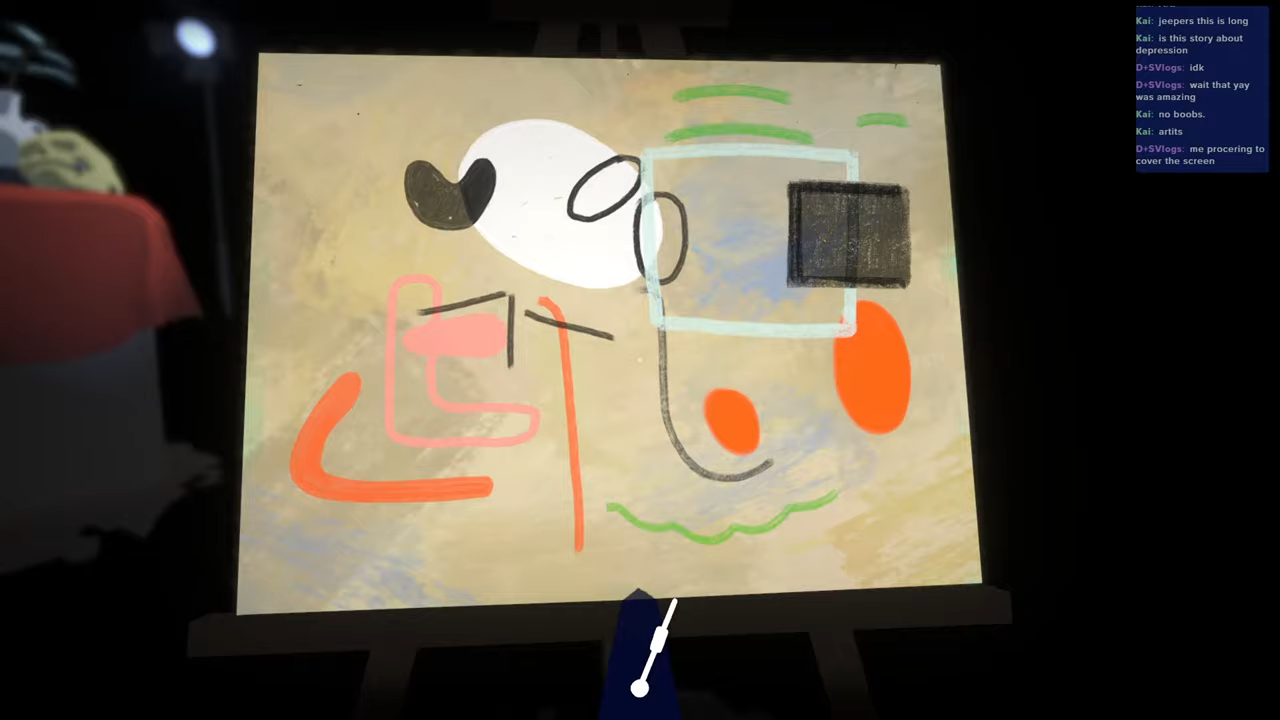 Kai: jeepers this is long
Kai: is this story about
depression
D+SVlogs: idk
D+SVlogs: wait that yay
was amazing
Kai: no boobs.
Kai: artits
D+SVlogs: me procering to
cover the screen